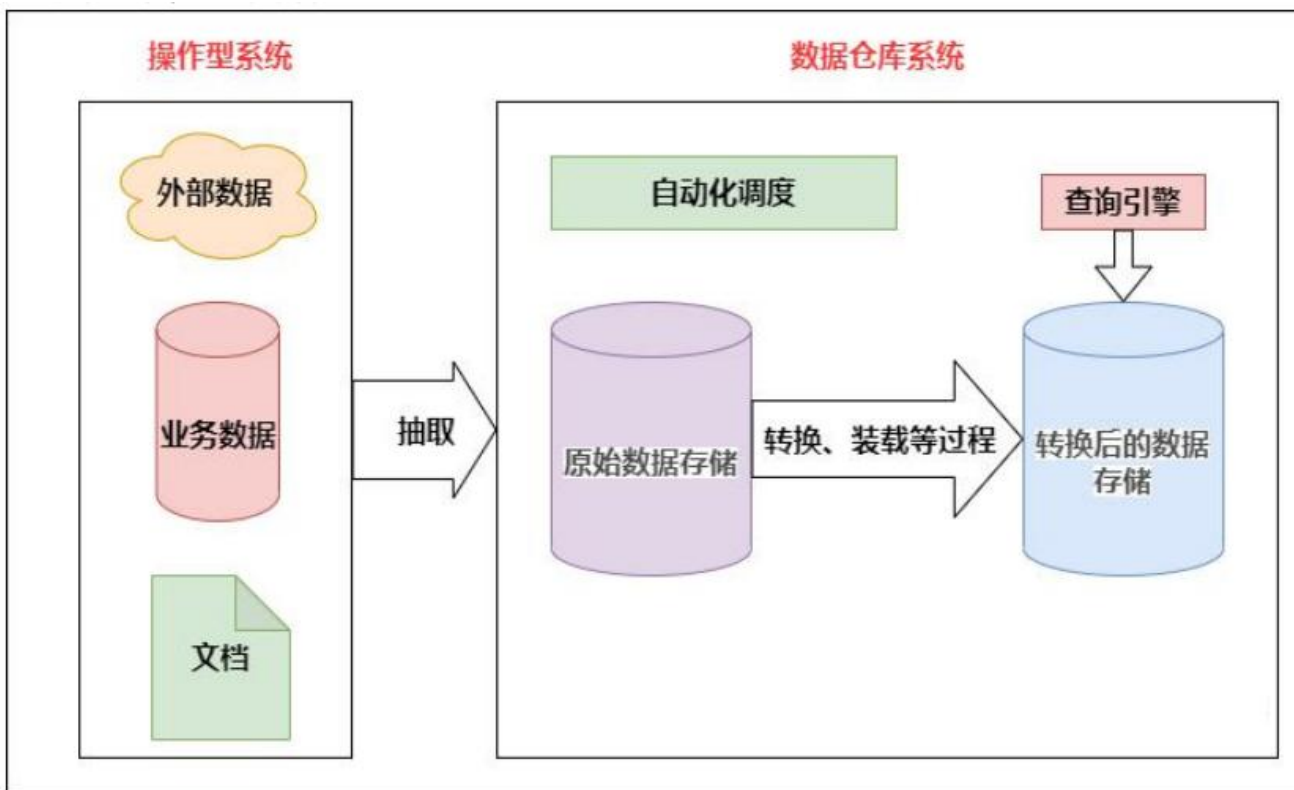 操作型系统
数据仓库系统
外部数据
业务数据
文档
抽取
自动化调度
查询引擎
原始数据存储
转换、装载等过程
转换后的数据
存储